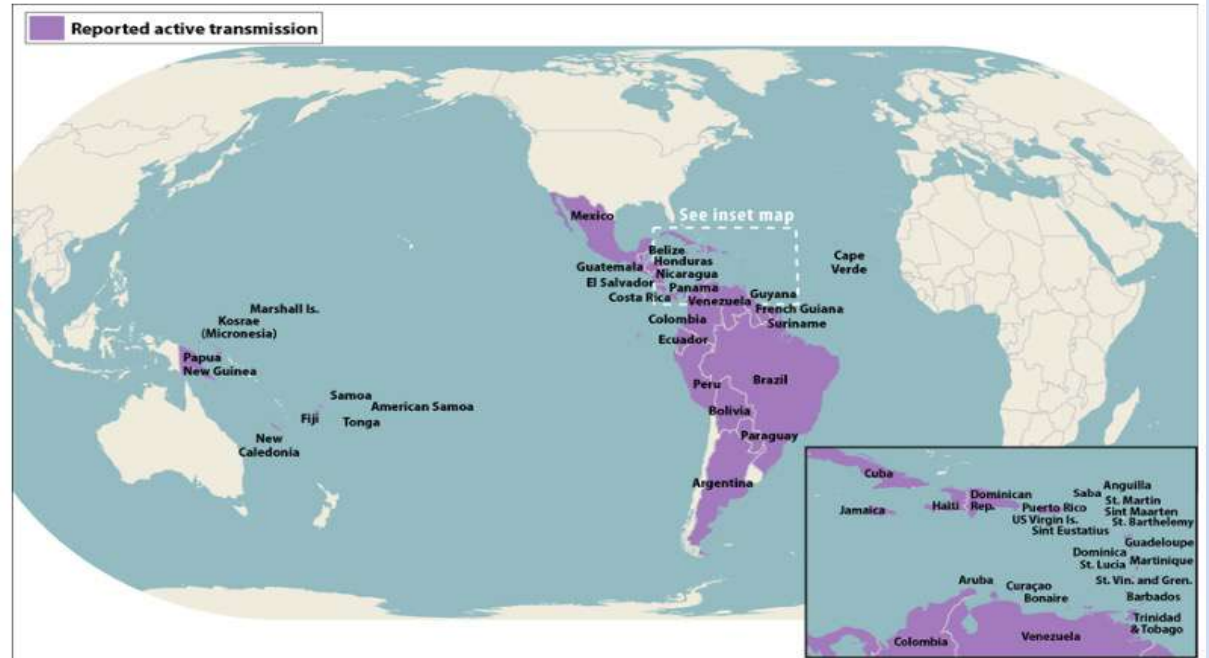 Reported active transmission
Mexico
See inset map
Belize
Honduras
Guatemala
Nicaragua
El Salvador
Panama
Costa Rica
Venezuela
Guyana
French Guiana
Suriname
Colombia
Ecuador
Peru
Brazil
Bolivia
Paraguay
Argentina
Cape
Verde
Marshall Is.
Kosrae
(Micronesia)
Papua
New Guinea
Samoa
American Samoa
Fiji
Tonga
New
Caledonia
Cuba
Jamaica
Haiti
Dominican
Rep.
Puerto Rico
US Virgin Is.
Sint Eustatius
Saba
Anguilla
St. Martin
Sint Maarten
St. Barthelemy
Guadeloupe
Dominica
Martinique
St. Lucia
St. Vin. and Gren.
Barbados
Aruba
Curaçao
Bonaire
Trinidad
& Tobago
Colombia
Venezuela